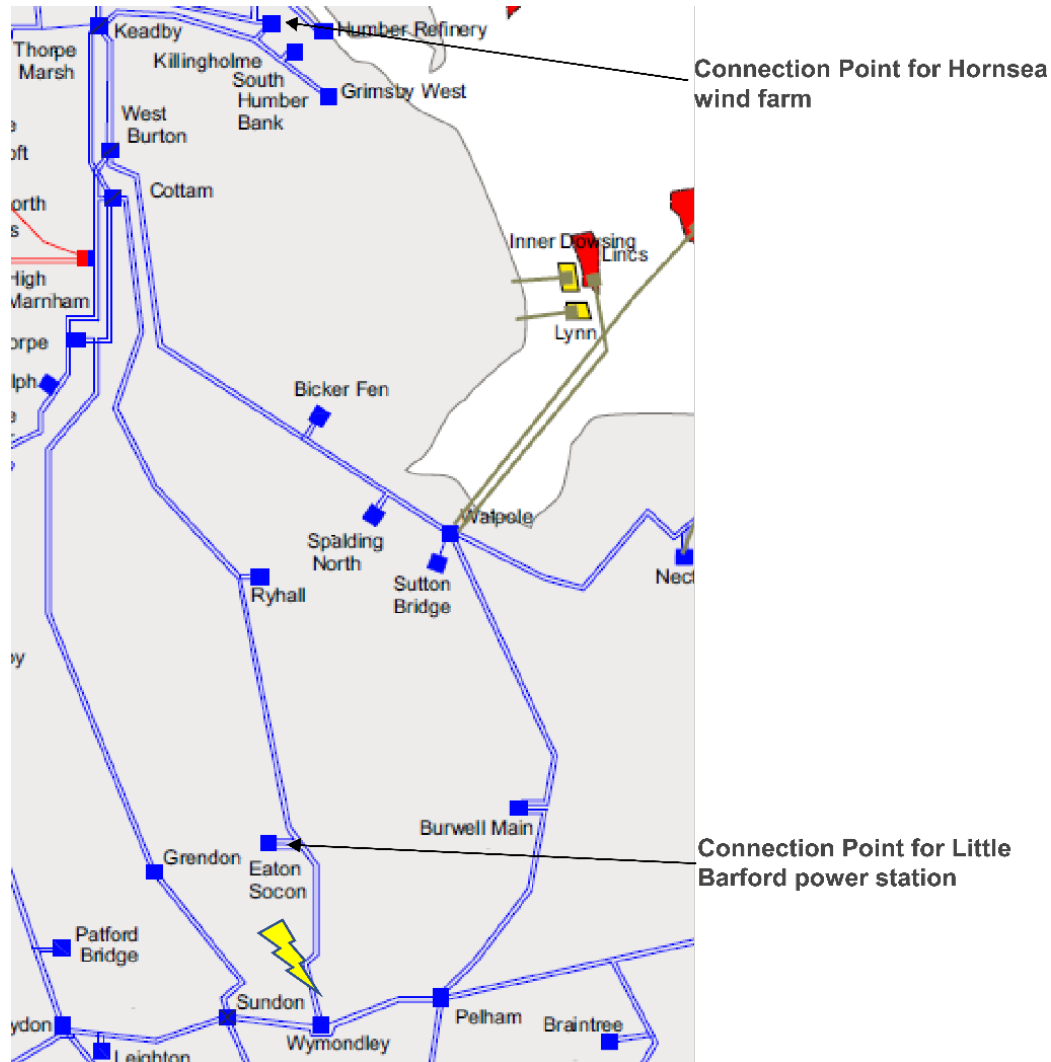 Keadby
Humber Refinery
Thorpe
Marsh
Killingholme
South
Humber
Bank
Grimsby West
Connection Point for Hornsea
wind farm
West
Burton
Cottam
Inner Dowsing
Lincs
High
Marnham
Lynn
Bicker Fen
Walpole
Spalding
North
Sutton
Bridge
Ryhall
Burwell Main
Grendon
Eaton
Socon
Connection Point for Little
Barford power station
Patford
Bridge
Sundon
Wymondley
Pelham
Braintree
Leighton